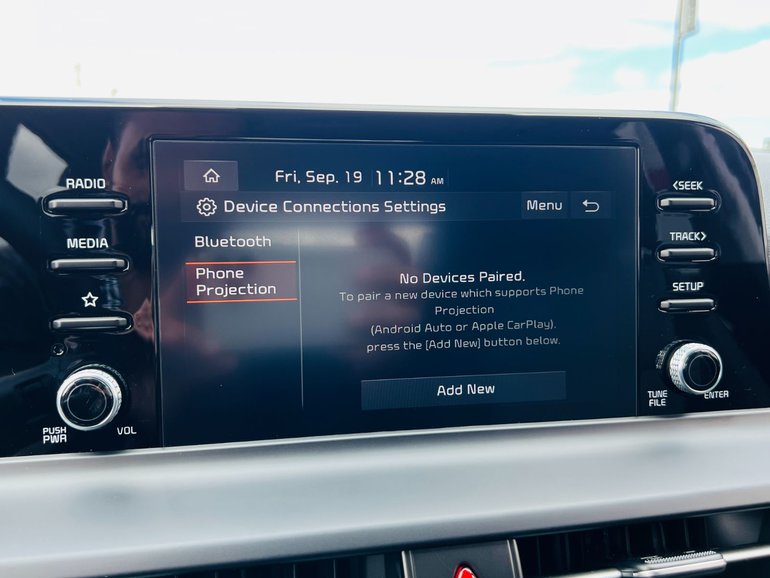 RADIO
MEDIA
PUSH
PWR
VOL
Fri, Sep. 19 11:28 AM
Device Connections Settings
Menu
Bluetooth
Phone
Projection
No Devices Paired.
To pair a new device which supports Phone
Projection
(Android Auto or Apple CarPlay),
press the [Add New] button below.
Add New
<SEEK
TRACK>
SETUP
TUNE
FILE
ENTER